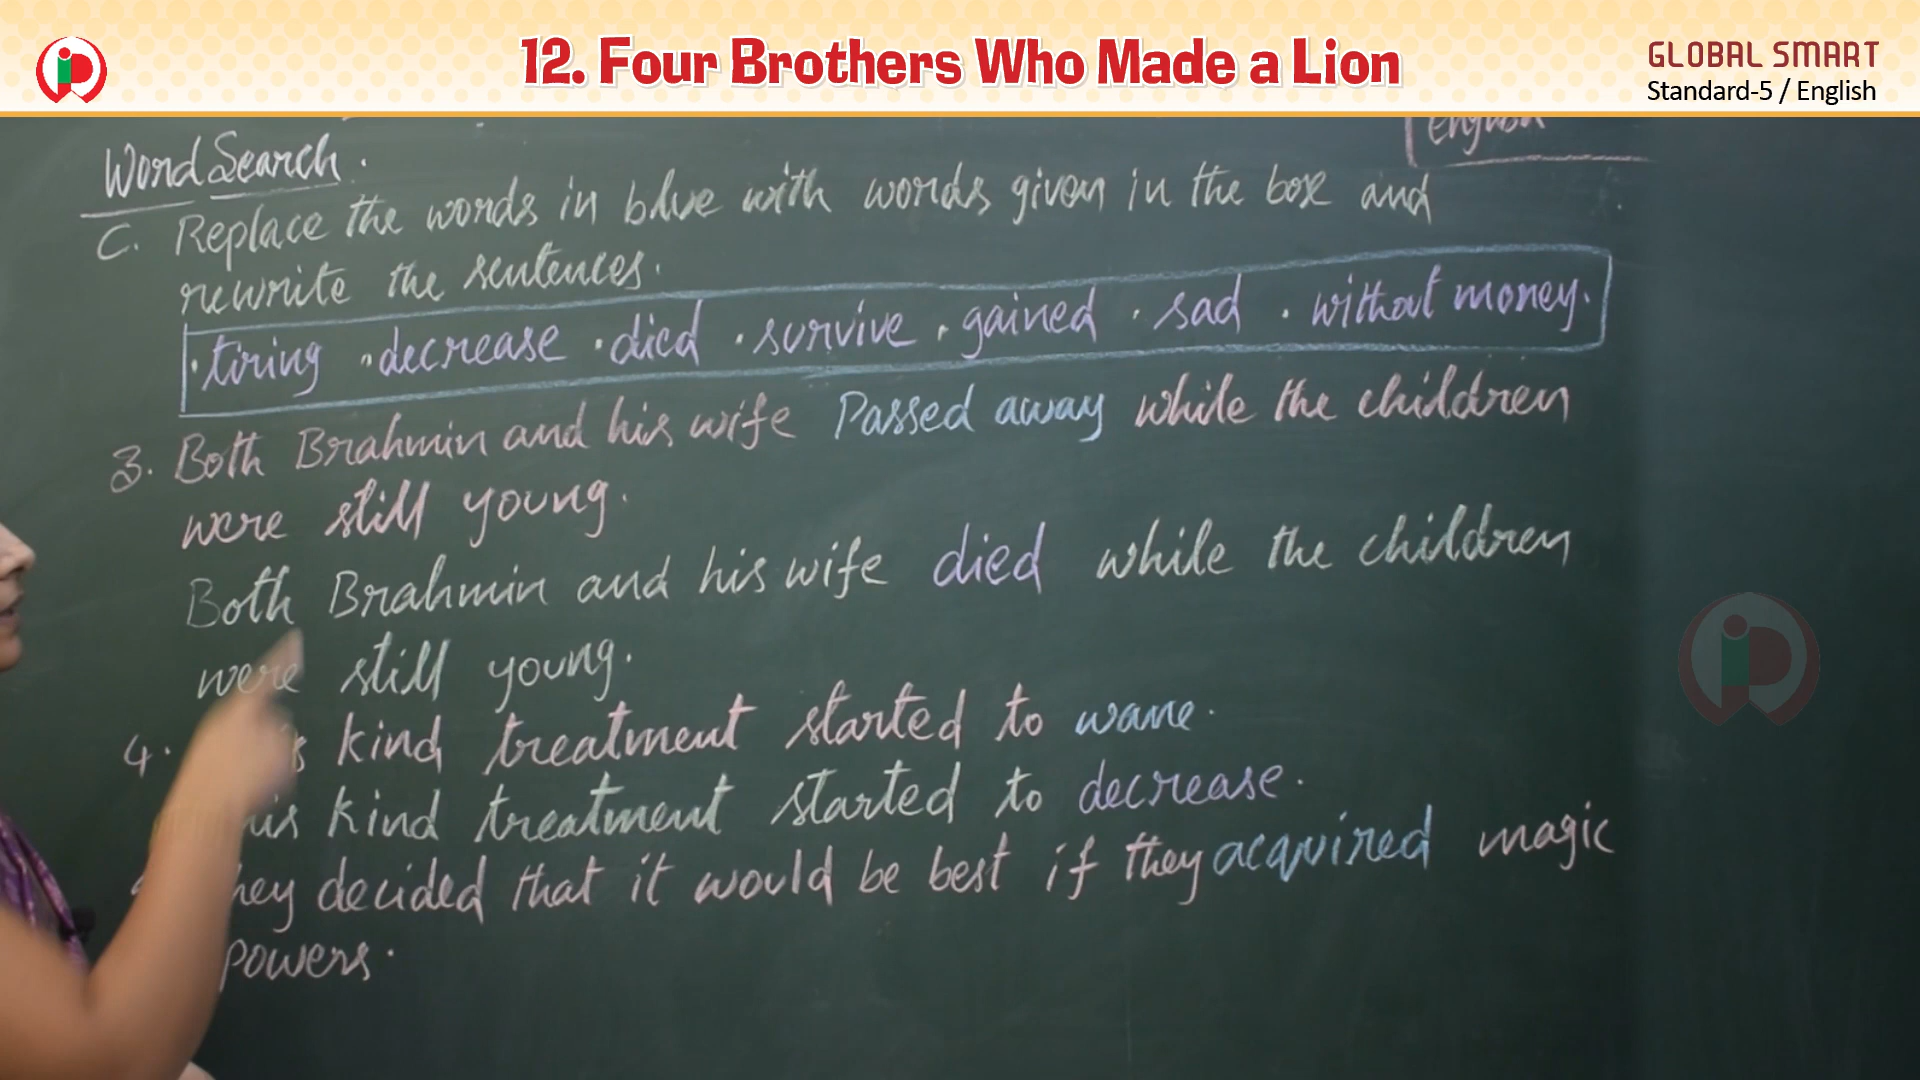 12. Four Brothers Who Made a Lion
GLOBAL SMART
Standard-5 / English
English
Word Search.
C. Replace the words in blue with words given in the box and
rewrite the sentences.
· tiring · decrease · died · survive · gained · sad · without money.
3. Both Brahmin and his wife Passed away while the children
were still young.
Both Brahmin and his wife died while the children
were still young.
4. kind treatment started to wane.
kind treatment started to decrease.
decided that it would be best if they acquired magic
powers.